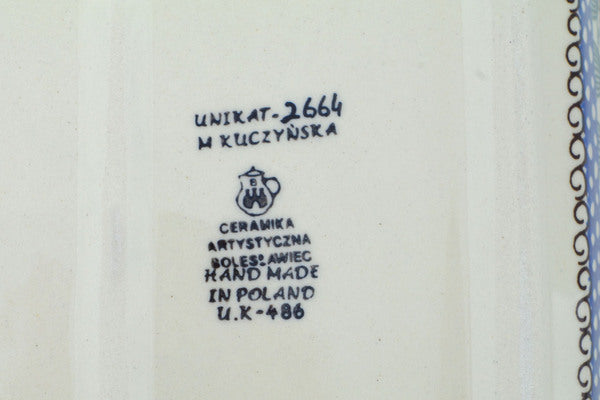 UNIKAT-2664
M KUCZYŃSKA
B
CERAMIKA
ARTYSTYCZNA
BOLESŁAWIEC
HAND MADE
IN POLAND
U.K-486